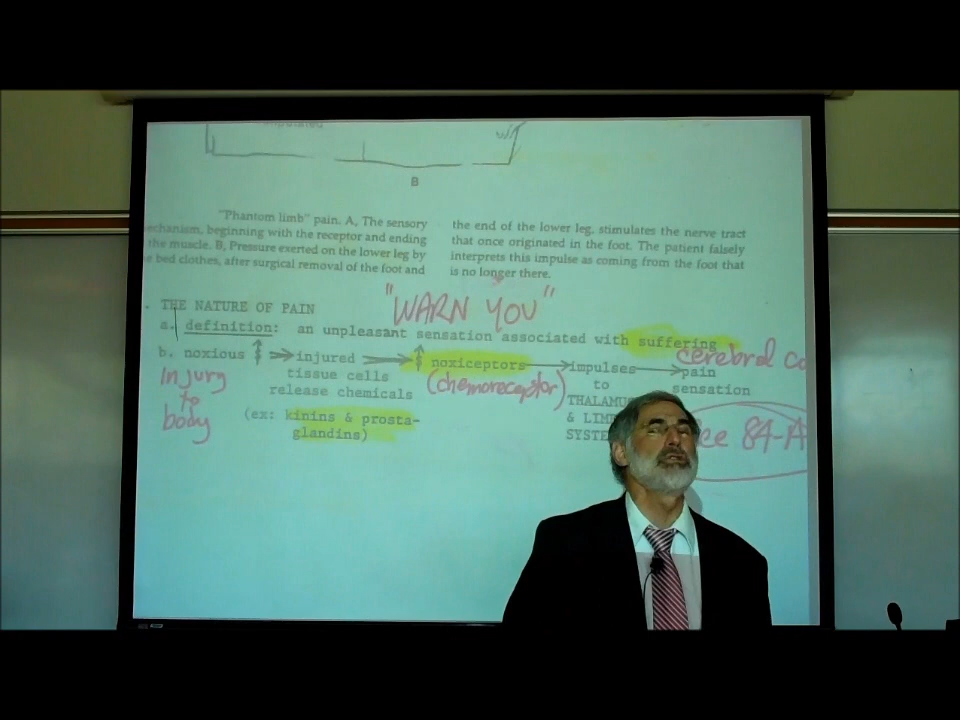 B
"Phantom limb" pain. A, The sensory
echanism, beginning with the receptor and ending
the muscle. B, Pressure exerted on the lower leg by
e bed clothes, after surgical removal of the foot and
the end of the lower leg, stimulates the nerve tract
that once originated in the foot. The patient falsely
interprets this impulse as coming from the foot that
is no longer there.
"WARN YOU"
. THE NATURE OF PAIN
a. definition: an unpleasant sensation associated with suffering
cerebral co
b. noxious $ injured $ noxiceptors impulses pain
tissue cells to sensation
release chemicals THALAMUS
(chemoreceptor)
injury
to
body
(ex: kinins & prosta-
glandins)
& LIM
SYSTE
ee 84-A